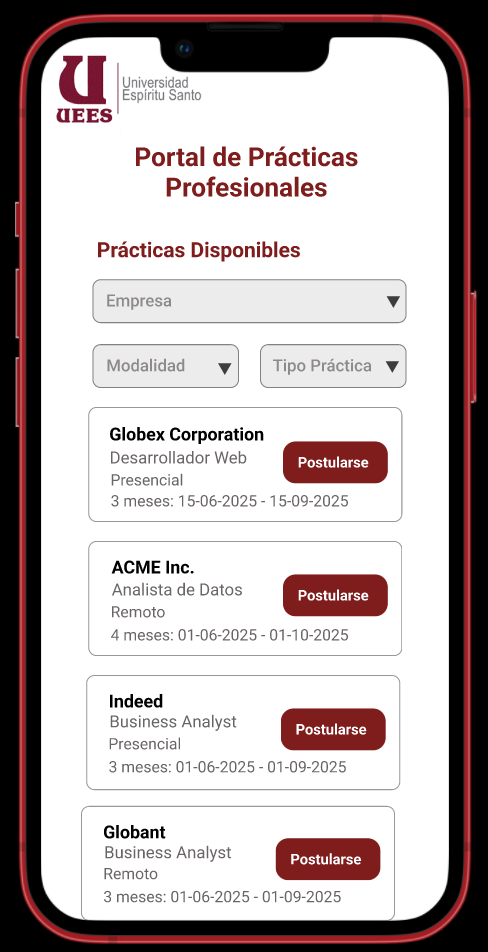 UEES
Universidad
Espíritu Santo
Portal de Prácticas
Profesionales
Prácticas Disponibles
Empresa
Modalidad
Tipo Práctica
Globex Corporation
Desarrollador Web
Presencial
3 meses: 15-06-2025 - 15-09-2025
Postularse
ACME Inc.
Analista de Datos
Remoto
4 meses: 01-06-2025 - 01-10-2025
Postularse
Indeed
Business Analyst
Presencial
3 meses: 01-06-2025 - 01-09-2025
Postularse
Globant
Business Analyst
Remoto
3 meses: 01-06-2025 - 01-09-2025
Postularse